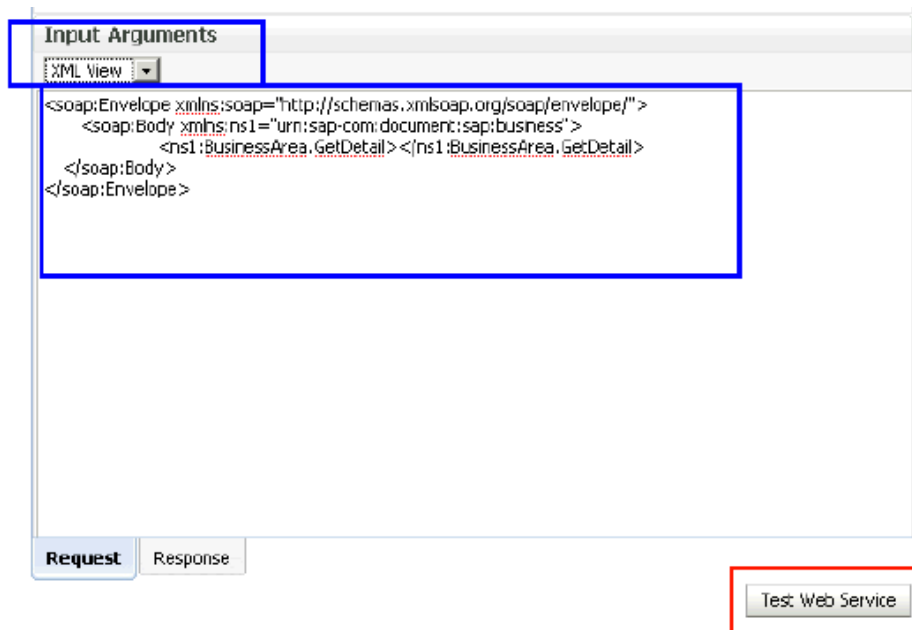 Input Arguments
XML View
<soap:Envelope xmlns:soap="http://schemas.xmlsoap.org/soap/envelope/">
<soap:Body xmlns:ns1="urn:sap-com:document:sap:business">
<ns1:BusinessArea.GetDetail></ns1:BusinessArea.GetDetail>
</soap:Body>
</soap:Envelope>
Request Response
Test Web Service